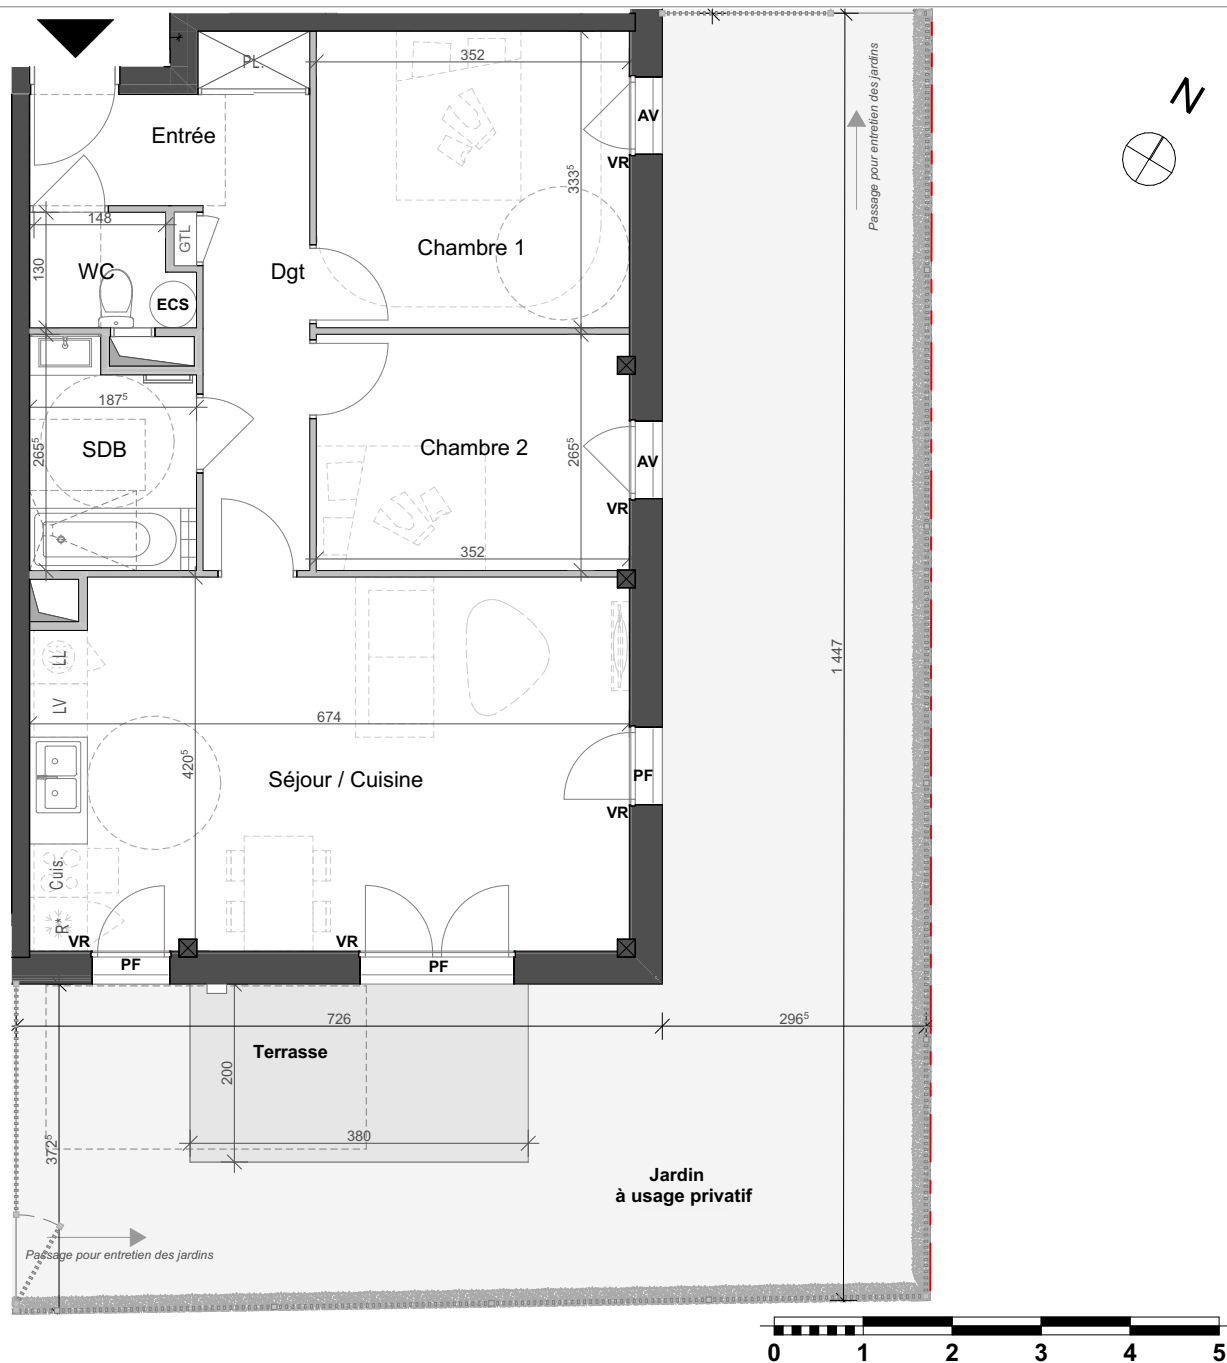 PL.
352
Entrée
AV
VR
Passage pour entretien des jardins
N
333⁵
148
GTL
Chambre 1
130
WC
Dgt
ECS
187⁵
SDB
265⁵
Chambre 2
265⁵
AV
VR
352
LL
LV
674
1 447
420⁵
Séjour / Cuisine
PF
VR
Cuis.
R*
VR
VR
PF
PF
726
296⁵
Terrasse
200
380
372⁵
Jardin
à usage privatif
Passage pour entretien des jardins
0 1 2 3 4 5